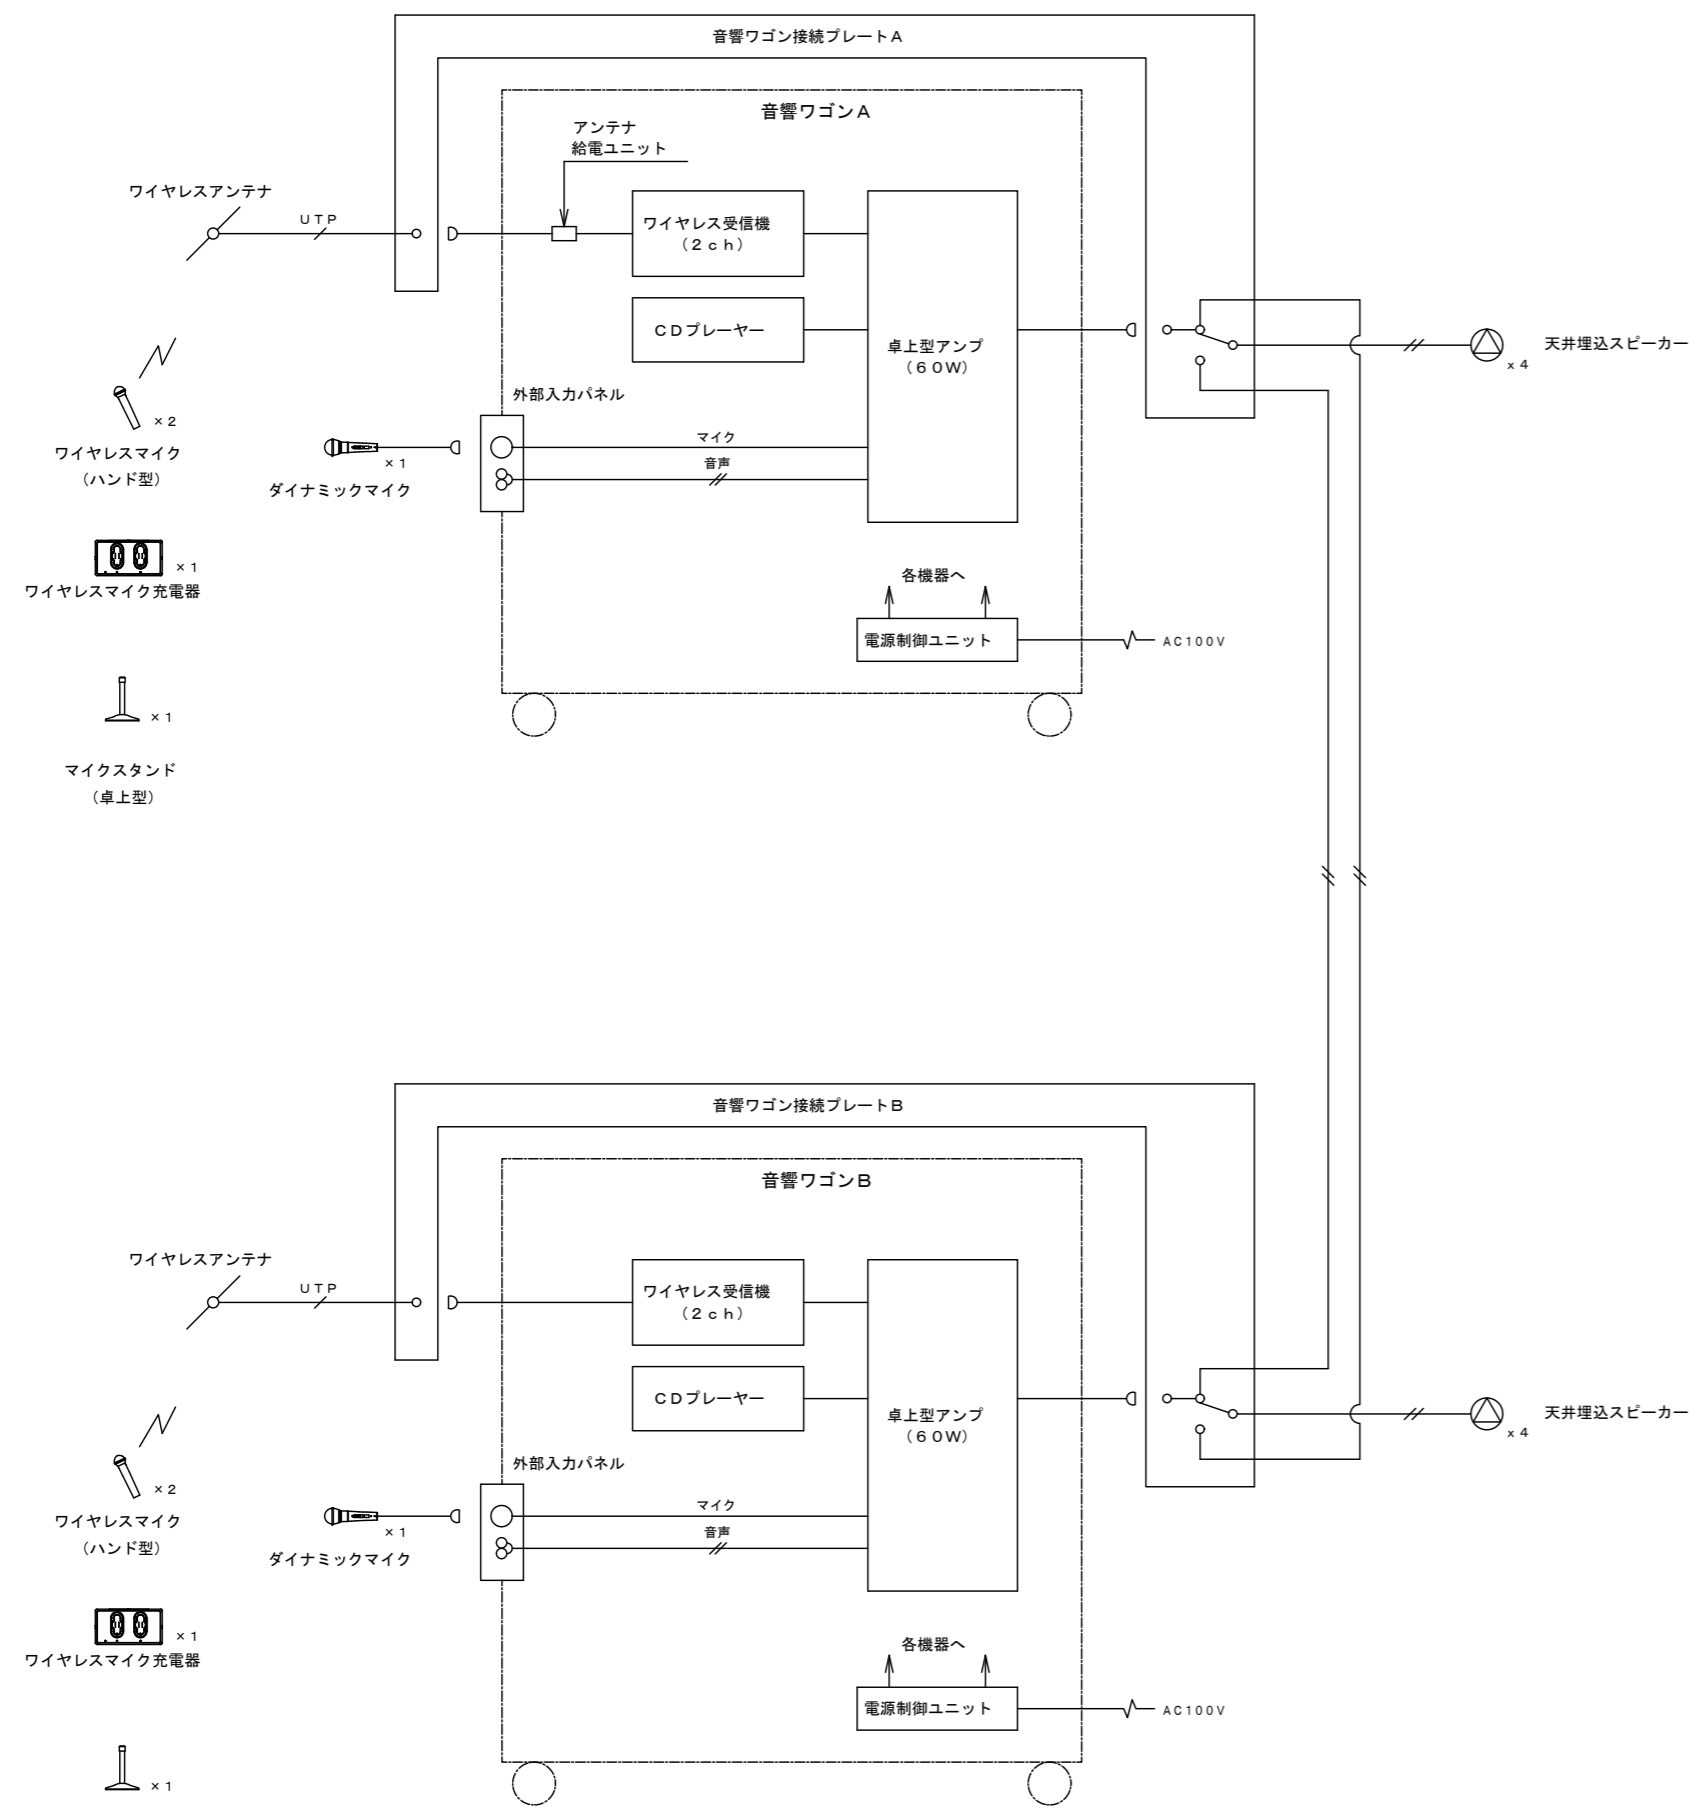 音響ワゴン接続プレートA
音響ワゴンA
アンテナ
給電ユニット
ワイヤレスアンテナ
UTP
ワイヤレス受信機
(2ch)
CDプレーヤー
卓上型アンプ
(60W)
天井埋込スピーカー
x4
外部入力パネル
×2
ワイヤレスマイク
(ハンド型)
×1
ダイナミックマイク
マイク
音声
×1
ワイヤレスマイク充電器
各機器へ
電源制御ユニット
AC100V
×1
マイクスタンド
(卓上型)
音響ワゴン接続プレートB
音響ワゴンB
ワイヤレスアンテナ
UTP
ワイヤレス受信機
(2ch)
CDプレーヤー
卓上型アンプ
(60W)
天井埋込スピーカー
x4
外部入力パネル
×2
ワイヤレスマイク
(ハンド型)
×1
ダイナミックマイク
マイク
音声
×1
ワイヤレスマイク充電器
各機器へ
電源制御ユニット
AC100V
×1